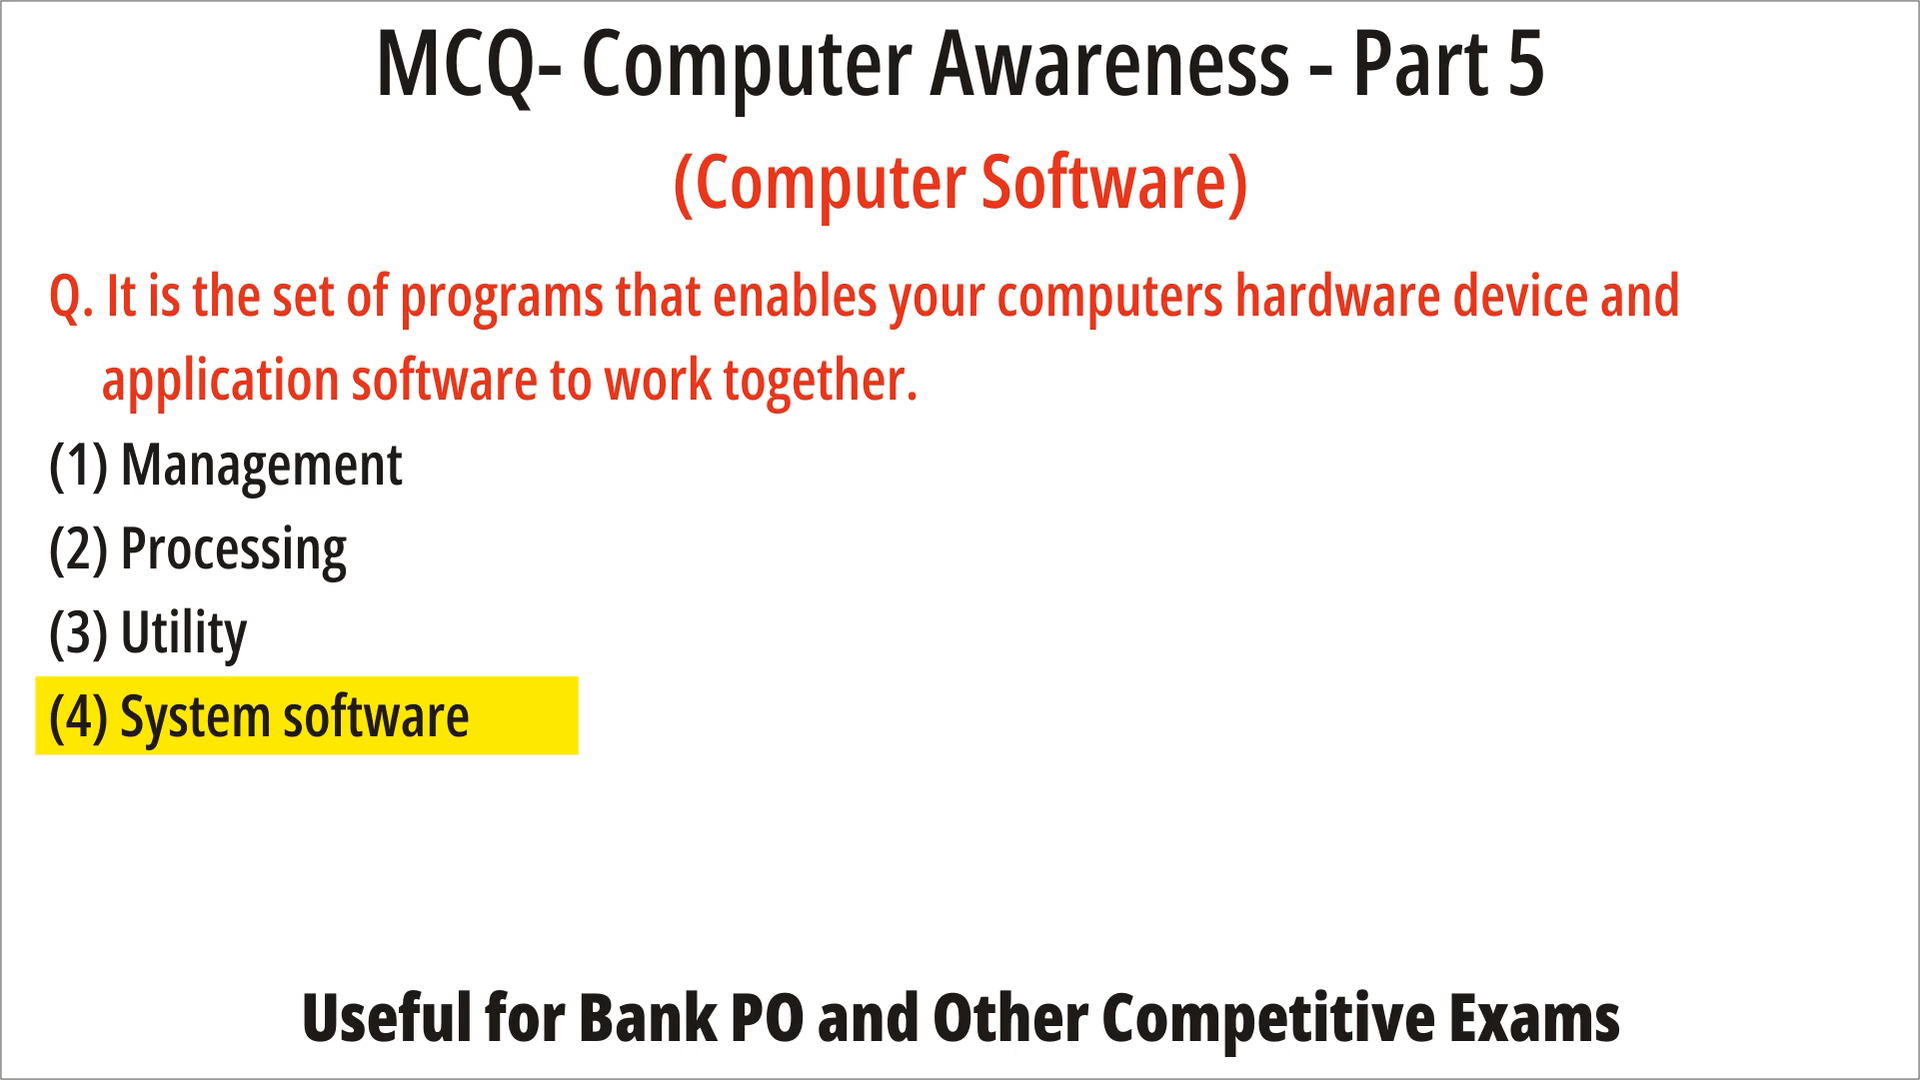 MCQ- Computer Awareness - Part 5
(Computer Software)
Q. It is the set of programs that enables your computers hardware device and
application software to work together.
(1) Management
(2) Processing
(3) Utility
(4) System software
Useful for Bank PO and Other Competitive Exams